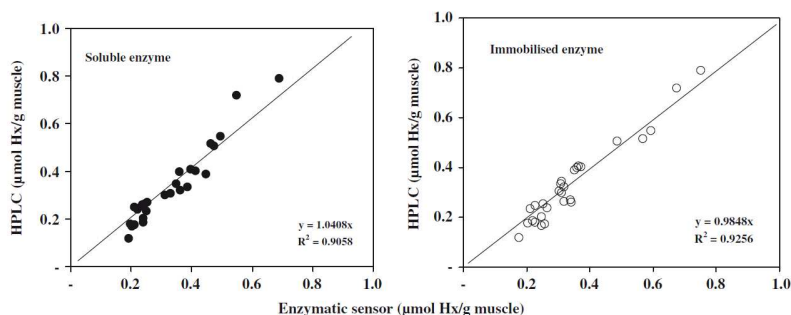 1.0
0.8
0.6
0.4
0.2
-
HPLC (µmol Hx/g muscle)
Soluble enzyme
y = 1.0408x
R² = 0.9058
- 0.2 0.4 0.6 0.8 1.0
1.0
0.8
0.6
0.4
0.2
-
HPLC (µmol Hx/g muscle)
Immobilised enzyme
y = 0.9848x
R² = 0.9256
- 0.2 0.4 0.6 0.8 1.0
Enzymatic sensor (µmol Hx/g muscle)